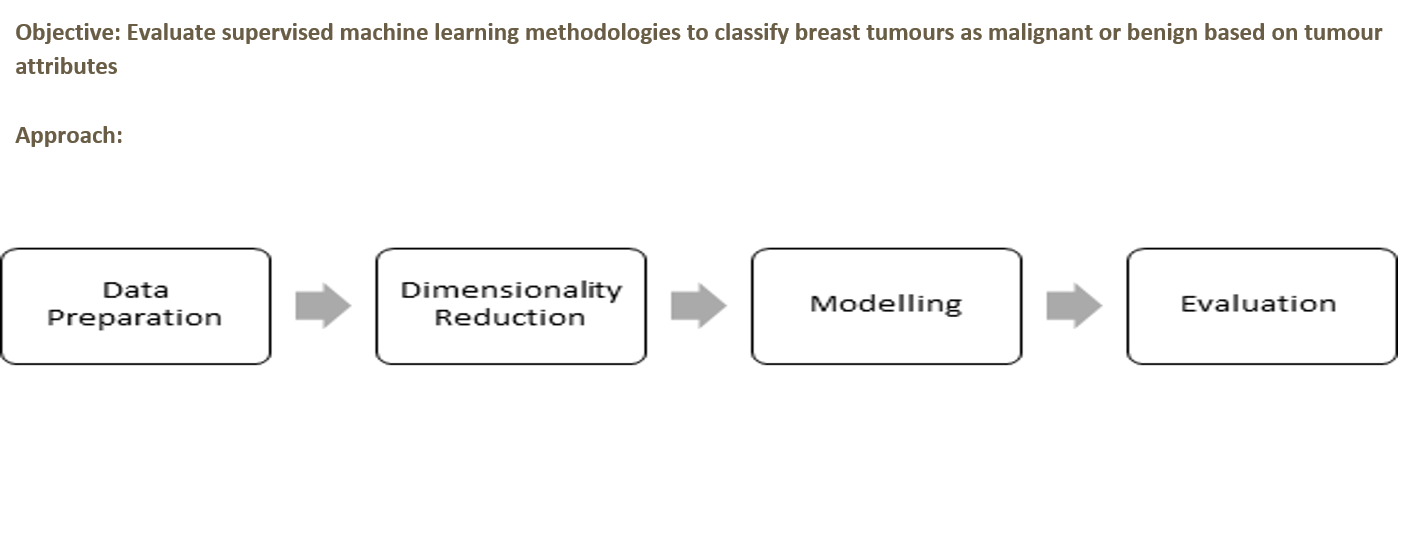 Objective: Evaluate supervised machine learning methodologies to classify breast tumours as malignant or benign based on tumour
attributes
Approach:
Data
Preparation
Dimensionality
Reduction
Modelling
Evaluation